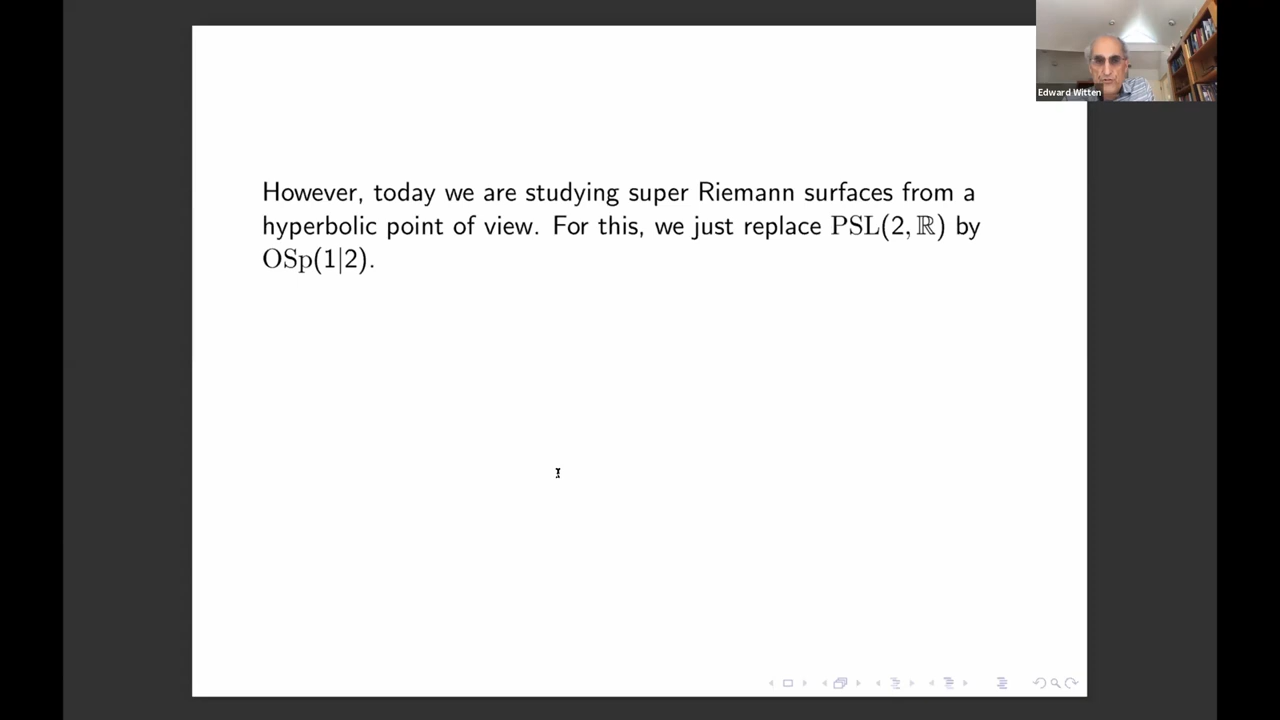 Edward Witten
However, today we are studying super Riemann surfaces from a
hyperbolic point of view. For this, we just replace PSL(2, ℝ) by
OSp(1|2).